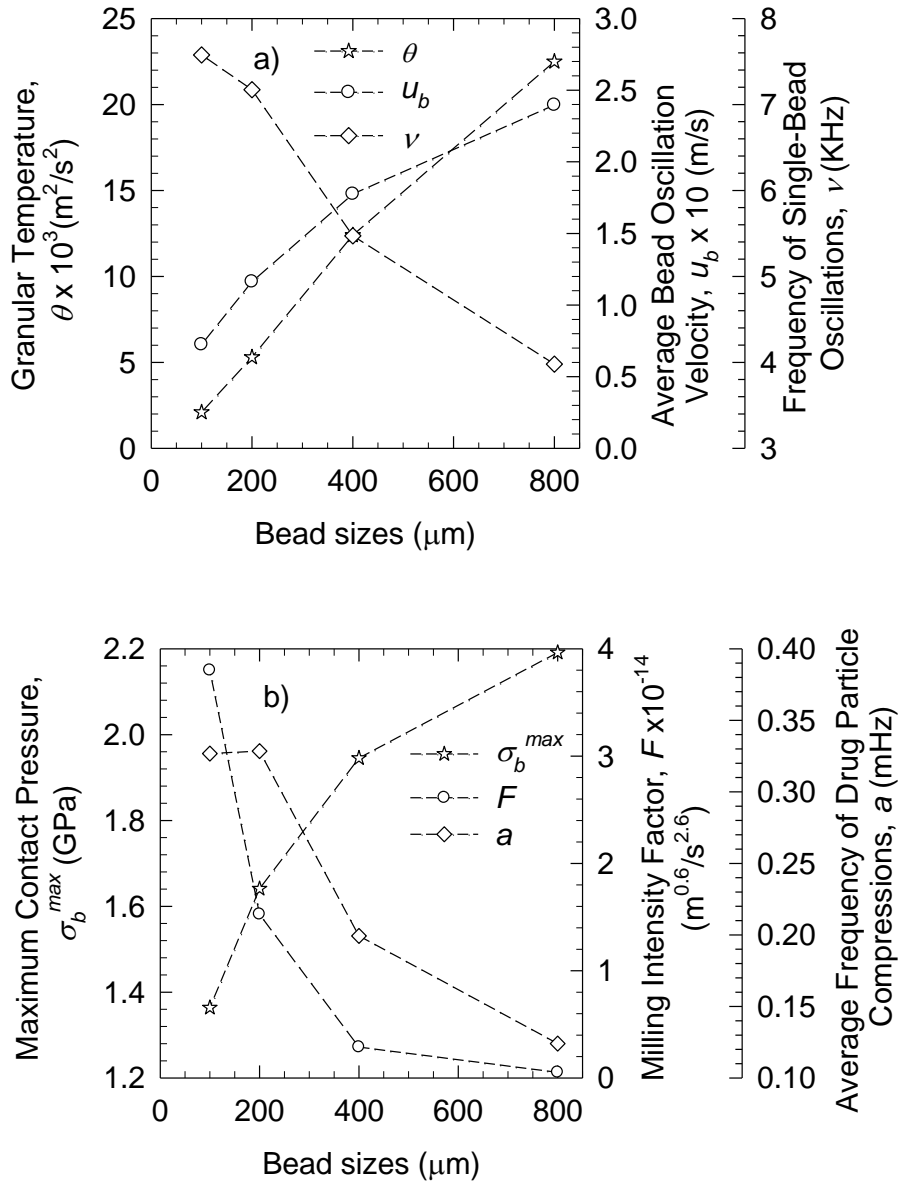 a)
θ
u_b
ν
25
20
15
10
5
0
Granular Temperature,
θ x 10^3 (m^2/s^2)
3.0
2.5
2.0
1.5
1.0
0.5
0.0
Average Bead Oscillation
Velocity, u_b x 10 (m/s)
8
7
6
5
4
3
Frequency of Single-Bead
Oscillations, ν (KHz)
0 200 400 600 800
Bead sizes (μm)
b)
σ_b^max
F
a
2.2
2.0
1.8
1.6
1.4
1.2
Maximum Contact Pressure,
σ_b^max (GPa)
4
3
2
1
0
Milling Intensity Factor, F x10^-14
(m^0.6/s^2.6)
0.40
0.35
0.30
0.25
0.20
0.15
0.10
Average Frequency of Drug Particle
Compressions, a (mHz)
0 200 400 600 800
Bead sizes (μm)